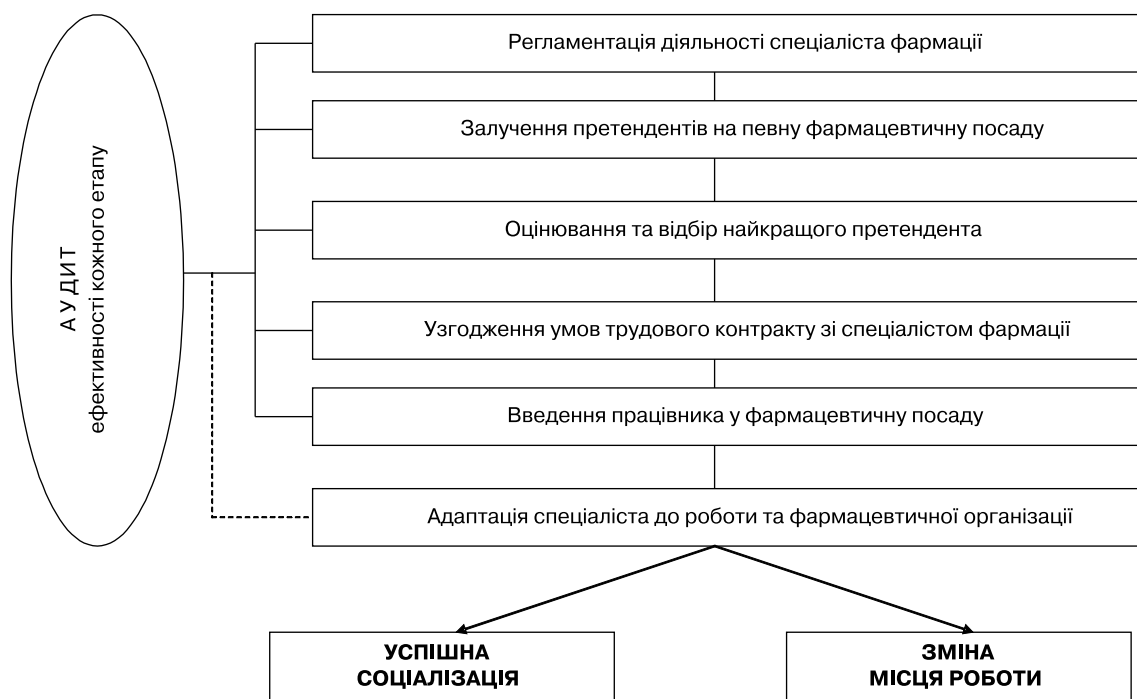 АУДИТ
ефективності кожного етапу
Регламентація діяльності спеціаліста фармації
Залучення претендентів на певну фармацевтичну посаду
Оцінювання та відбір найкращого претендента
Узгодження умов трудового контракту зі спеціалістом фармації
Введення працівника у фармацевтичну посаду
Адаптація спеціаліста до роботи та фармацевтичної організації
УСПІШНА
СОЦІАЛІЗАЦІЯ
ЗМІНА
МІСЦЯ РОБОТИ